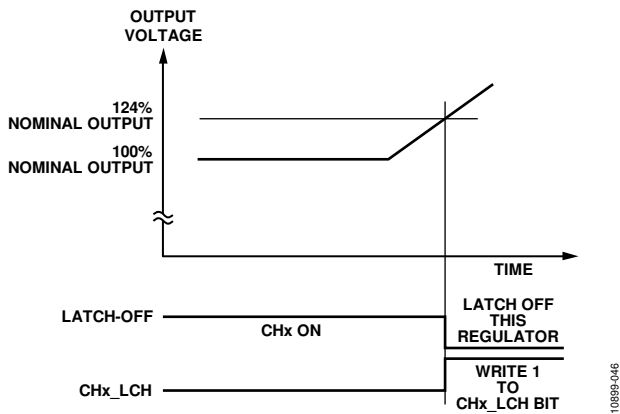 OUTPUT
VOLTAGE
124%
NOMINAL OUTPUT
100%
NOMINAL OUTPUT
TIME
LATCH-OFF
CHx ON
LATCH OFF
THIS
REGULATOR
CHx_LCH
WRITE 1
TO
CHx_LCH BIT
10899-046